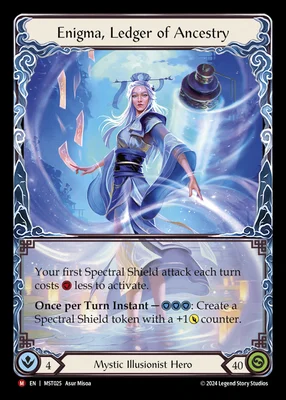 Enigma, Ledger of Ancestry
Your first Spectral Shield attack each turn
costs less to activate.
Once per Turn Instant – : Create a
Spectral Shield token with a +1 counter.
4
Mystic Illusionist Hero
40
M EN | MST025 Asur Misoa
© 2024 Legend Story Studios